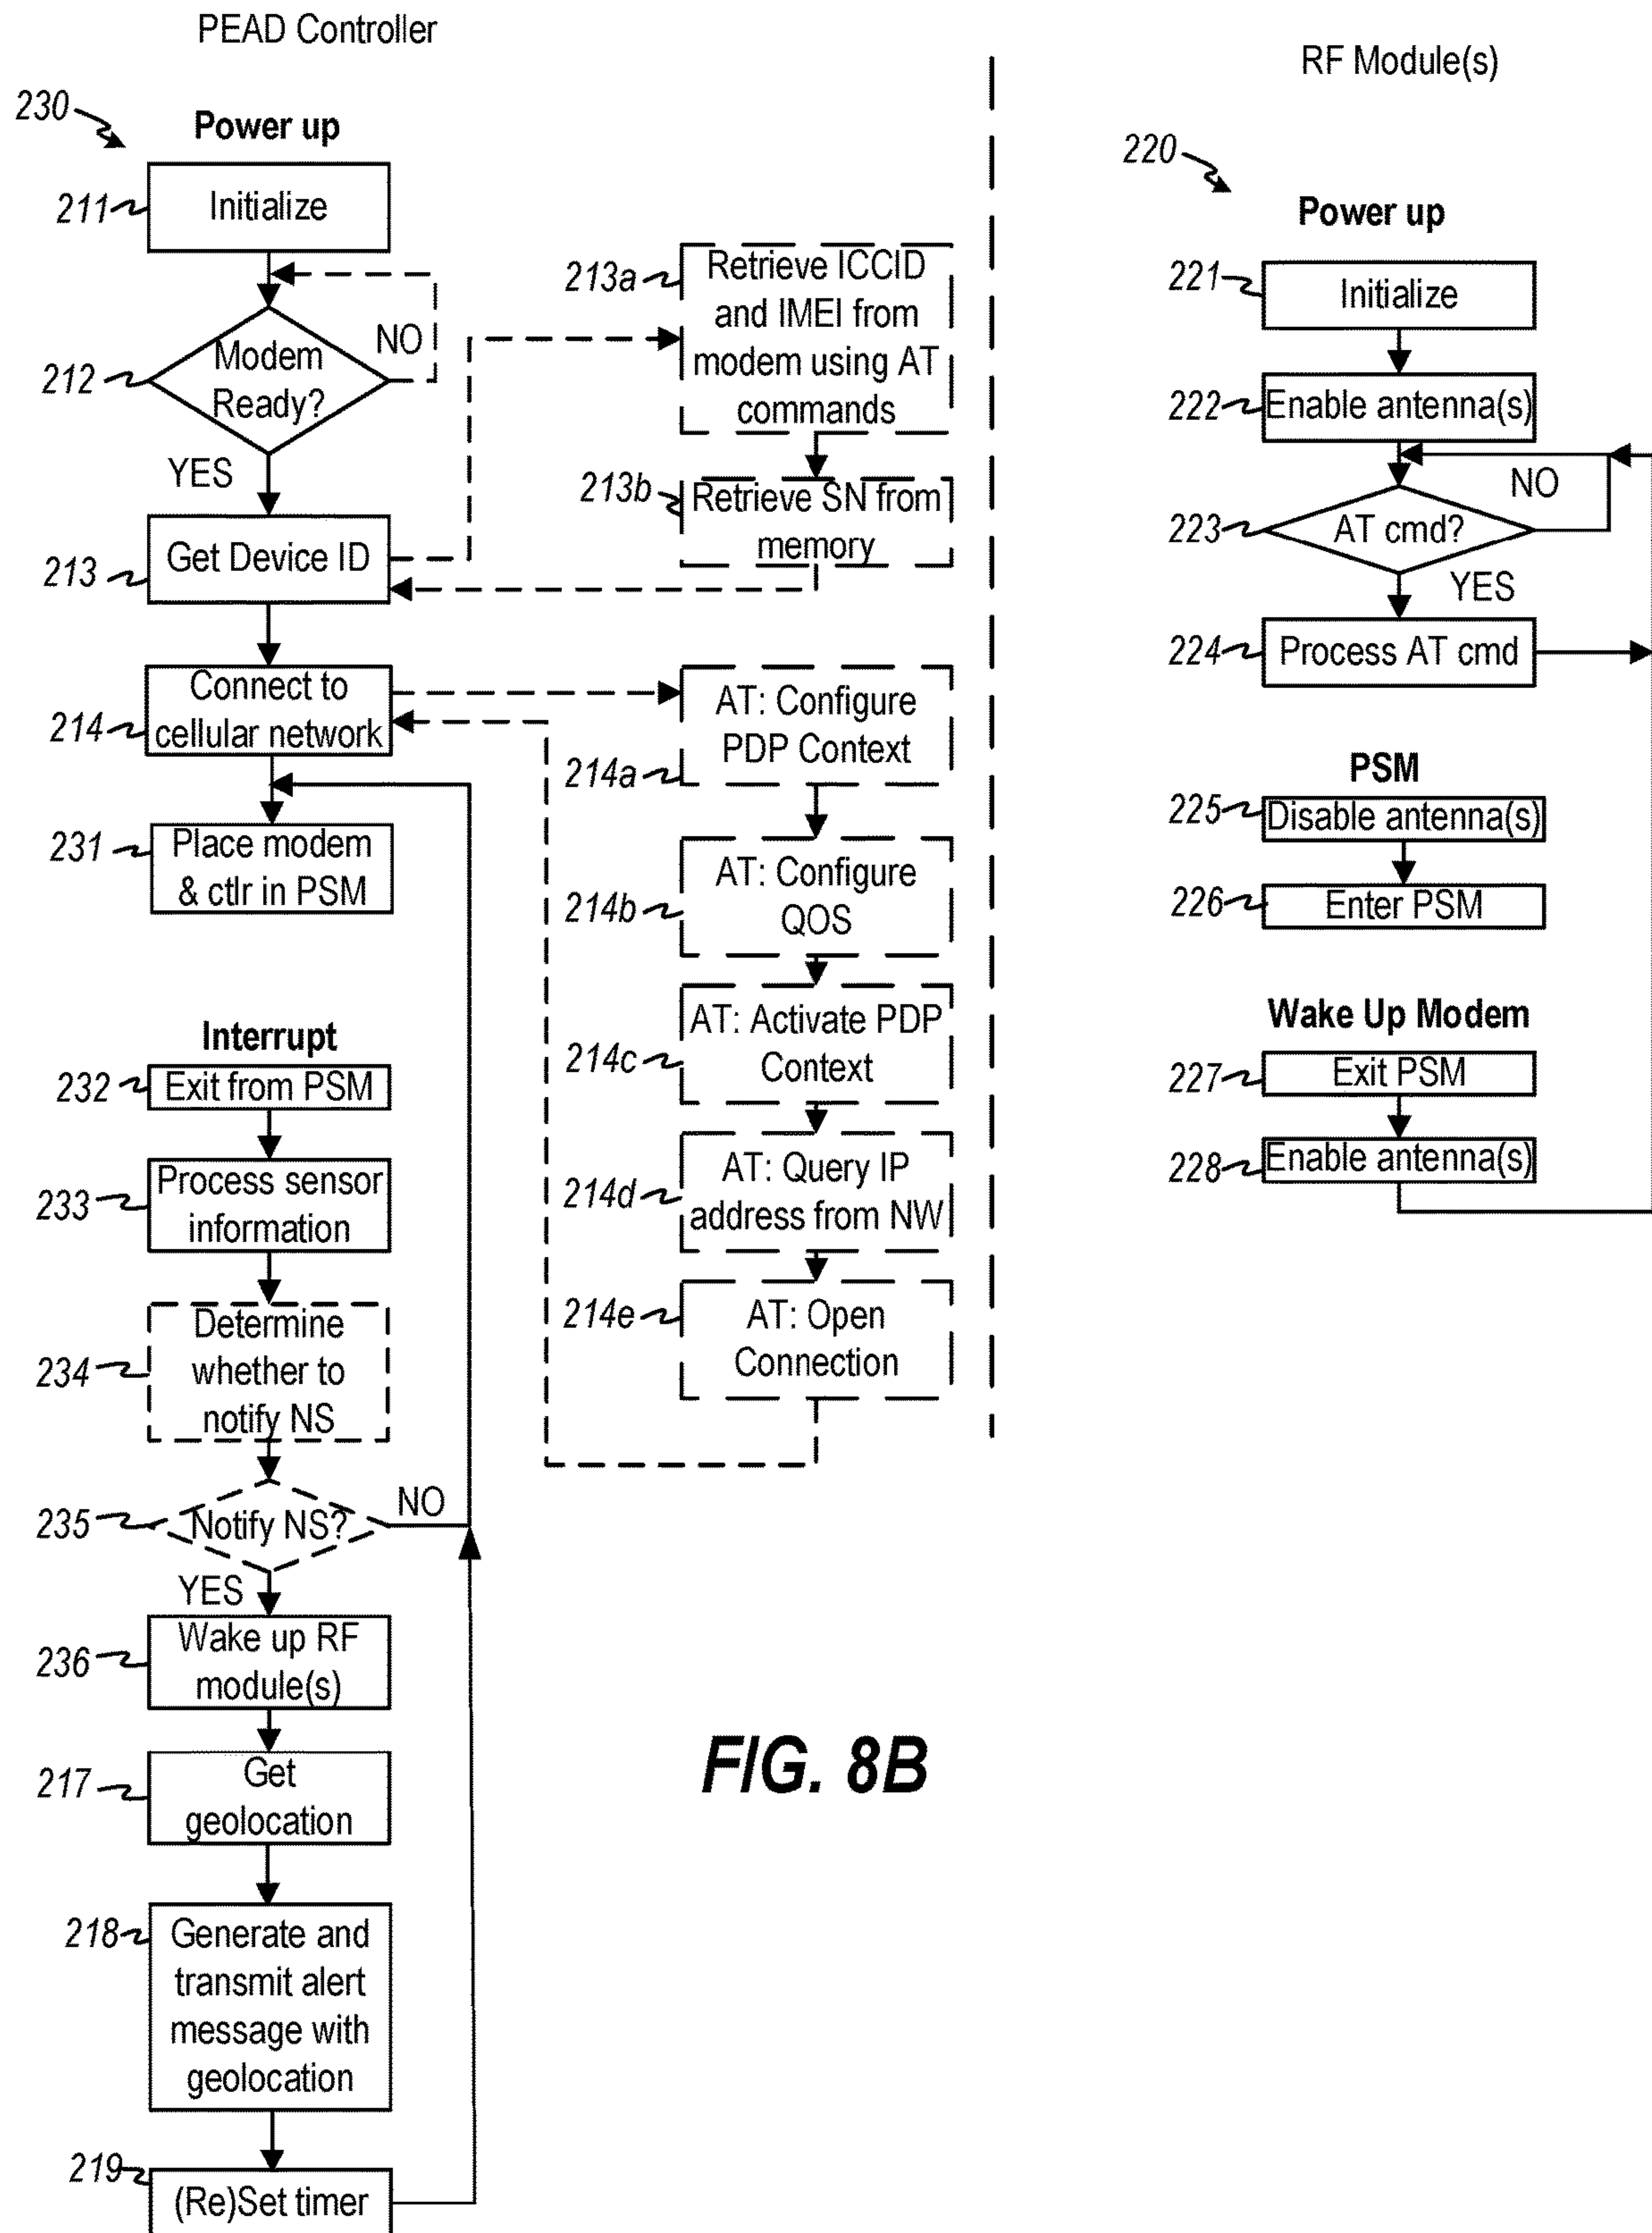 PEAD Controller
230
Power up
211
Initialize
212
Modem
Ready?
NO
YES
213
Get Device ID
213a
Retrieve ICCID
and IMEI from
modem using AT
commands
213b
Retrieve SN from
memory
214
Connect to
cellular network
231
Place modem
& ctlr in PSM
214a
AT: Configure
PDP Context
214b
AT: Configure
QOS
214c
AT: Activate PDP
Context
214d
AT: Query IP
address from NW
214e
AT: Open
Connection
Interrupt
232
Exit from PSM
233
Process sensor
information
234
Determine
whether to
notify NS
235
Notify NS?
NO
YES
236
Wake up RF
module(s)
217
Get
geolocation
218
Generate and
transmit alert
message with
geolocation
219
(Re)Set timer
RF Module(s)
220
Power up
221
Initialize
222
Enable antenna(s)
223
AT cmd?
NO
YES
224
Process AT cmd
PSM
225
Disable antenna(s)
226
Enter PSM
Wake Up Modem
227
Exit PSM
228
Enable antenna(s)
FIG. 8B